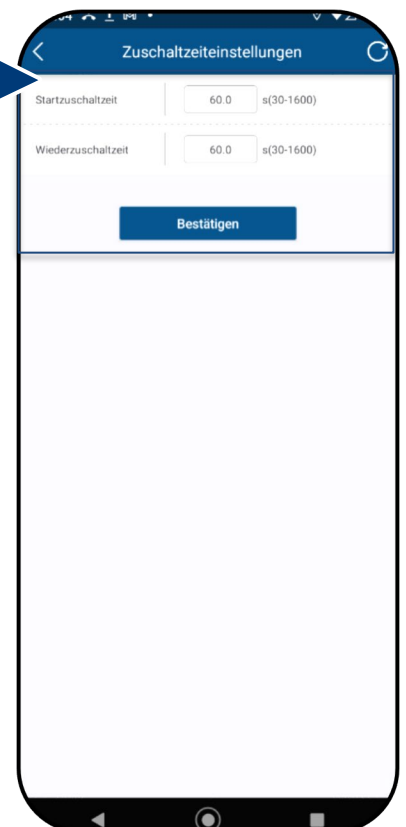 Zuschaltzeiteinstellungen
Startzuschaltzeit 60.0 s(30-1600)
Wiederzuschaltzeit 60.0 s(30-1600)
Bestätigen